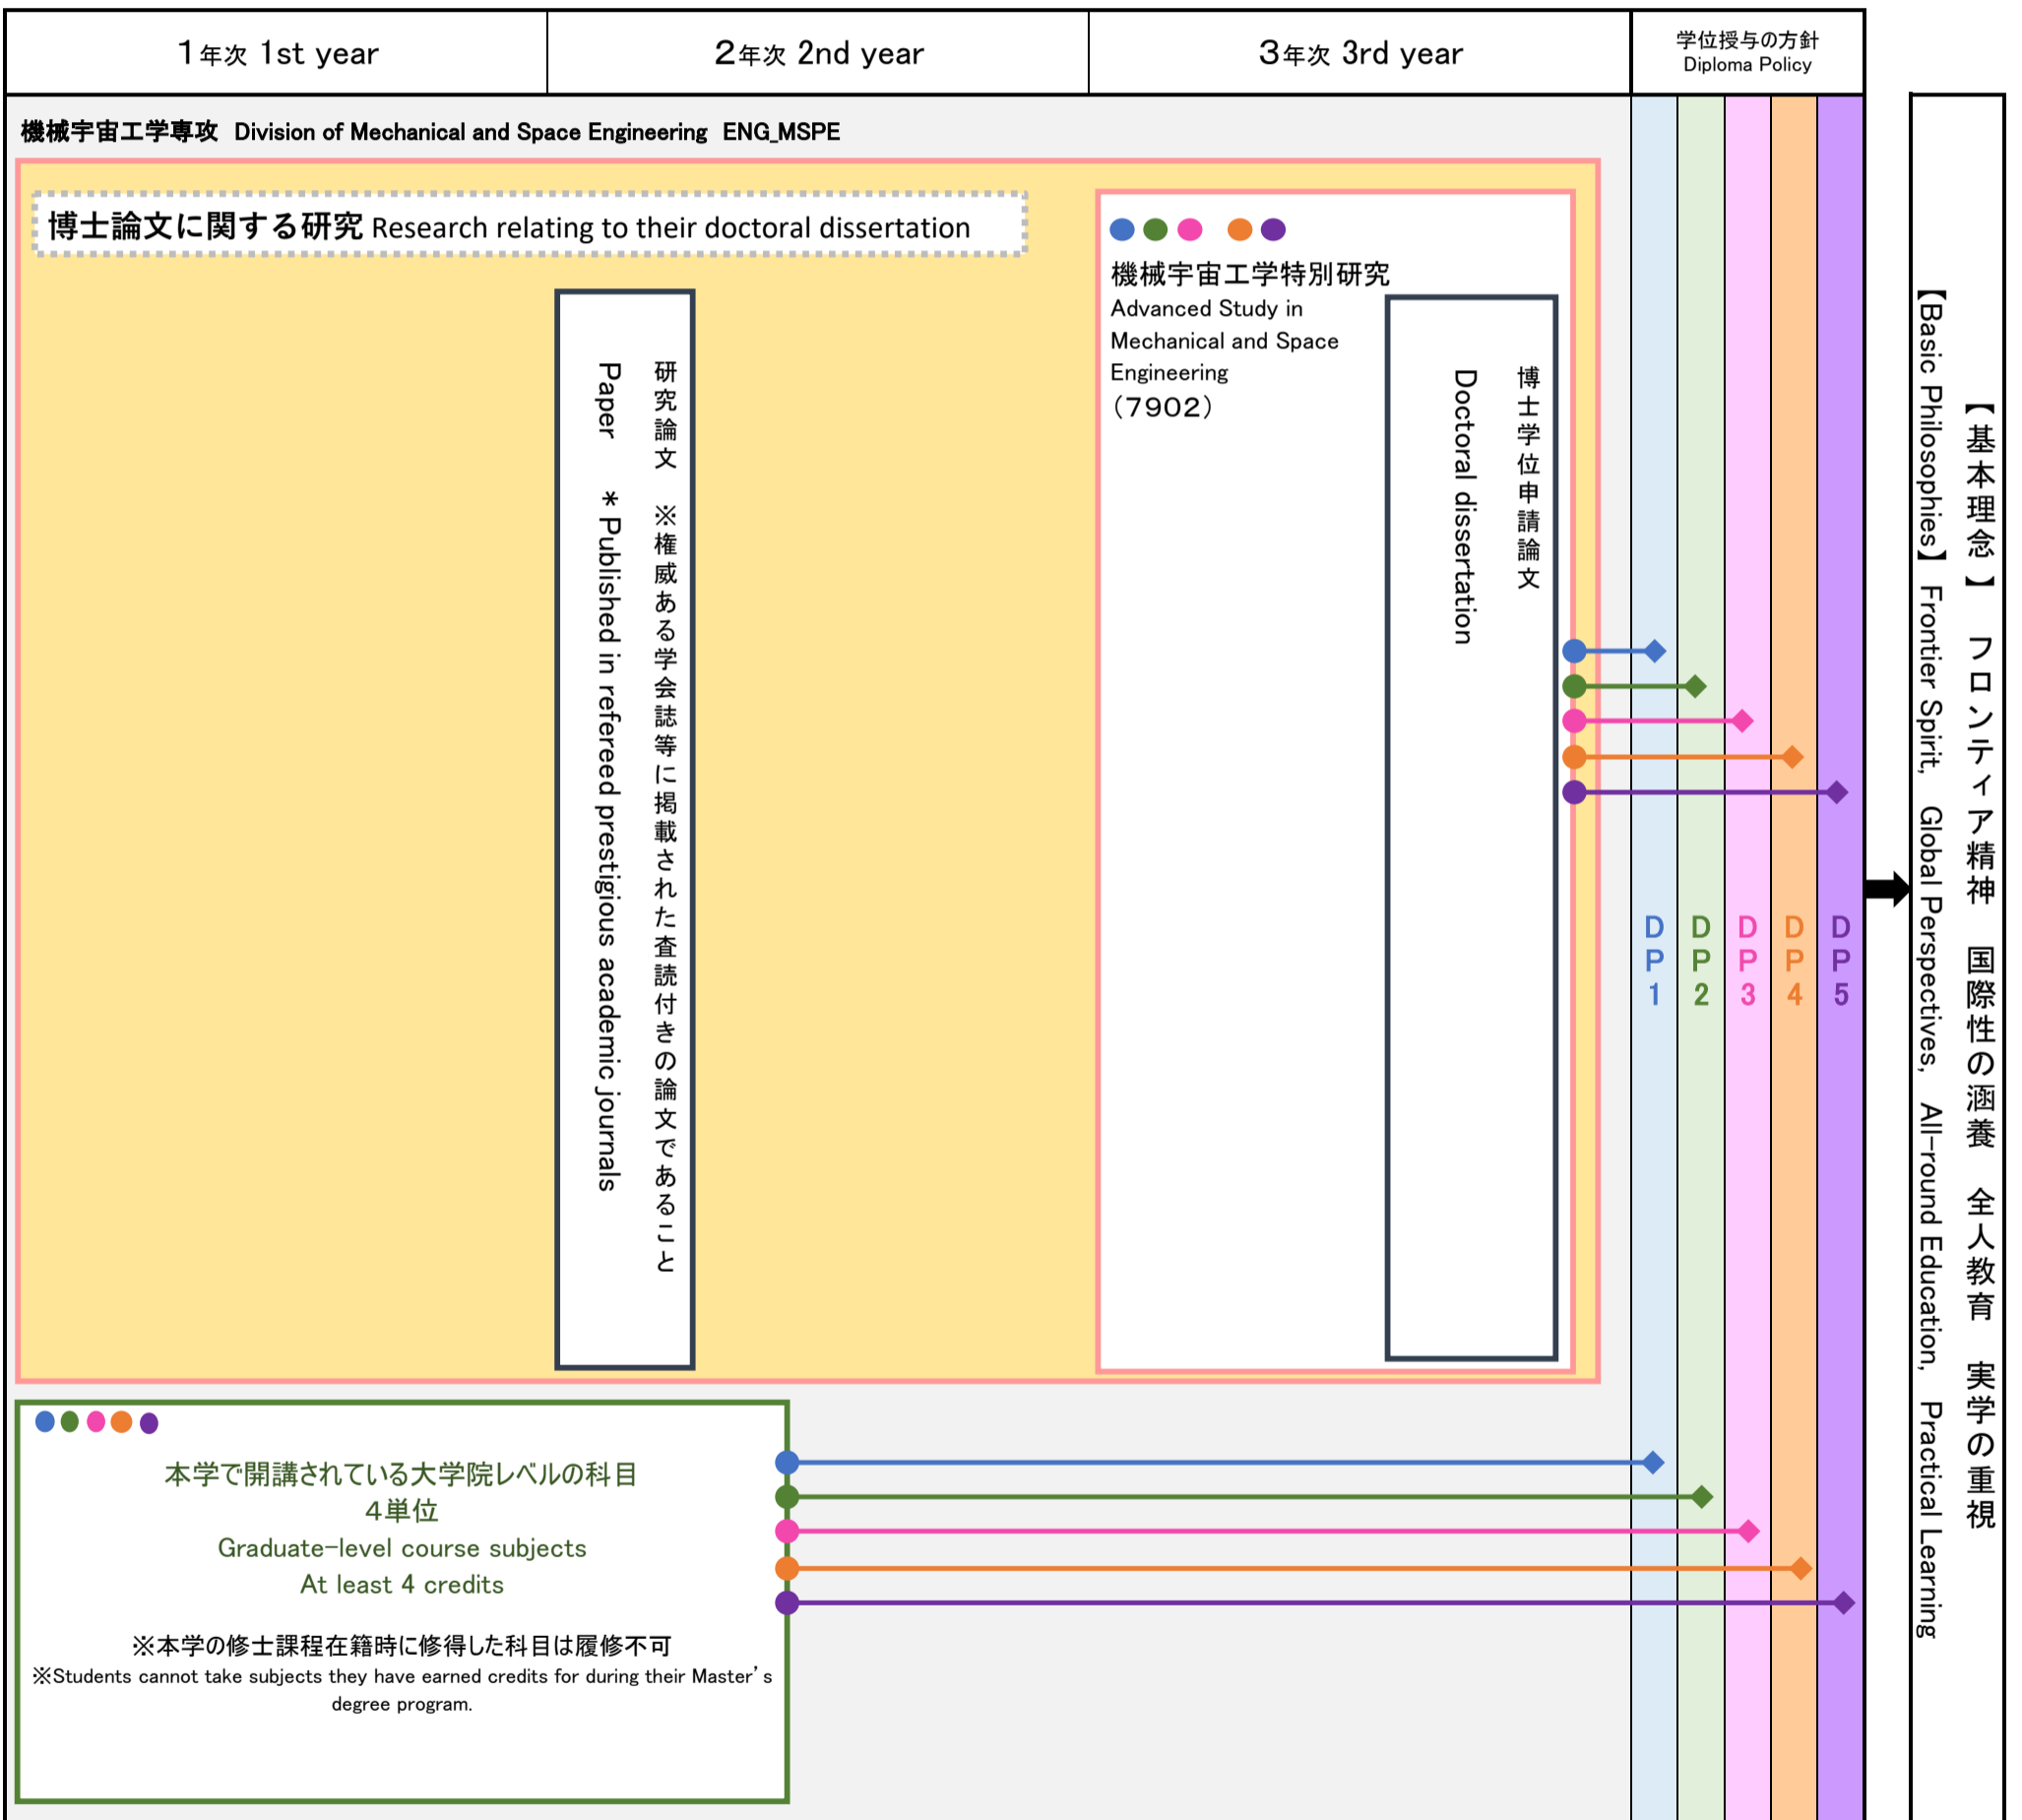 1年次 1st year
2年次 2nd year
3年次 3rd year
学位授与の方針
Diploma Policy
機械宇宙工学専攻 Division of Mechanical and Space Engineering ENG_MSPE
博士論文に関する研究 Research relating to their doctoral dissertation
研究論文 ※権威ある学会誌等に掲載された査読付きの論文であること
Paper *Published in refereed prestigious academic journals
機械宇宙工学特別研究
Advanced Study in
Mechanical and Space
Engineering
（7902）
博士学位申請論文
Doctoral dissertation
DP1
DP2
DP3
DP4
DP5
本学で開講されている大学院レベルの科目
4単位
Graduate-level course subjects
At least 4 credits
※本学の修士課程在籍時に修得した科目は履修不可
※Students cannot take subjects they have earned credits for during their Master's
degree program.
【基本理念】 フロンティア精神 国際性の涵養 全人教育 実学の重視
【Basic Philosophies】 Frontier Spirit, Global Perspectives, All-round Education, Practical Learning